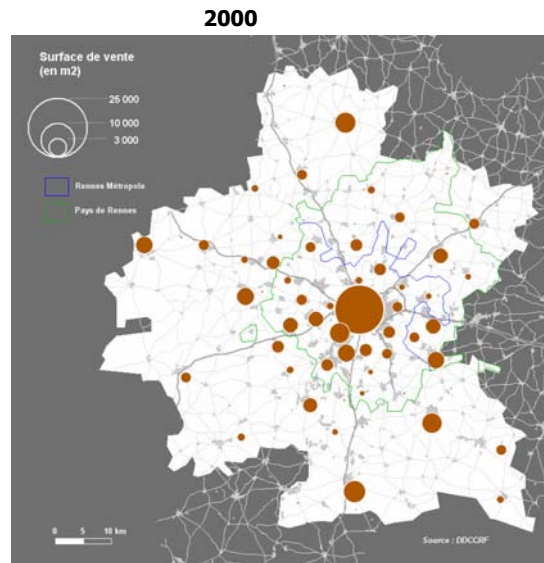 2000
Surface de vente
(en m2)
25 000
10 000
3 000
Rennes Métropole
Pays de Rennes
0 5 10 km
Source : DDCCRF